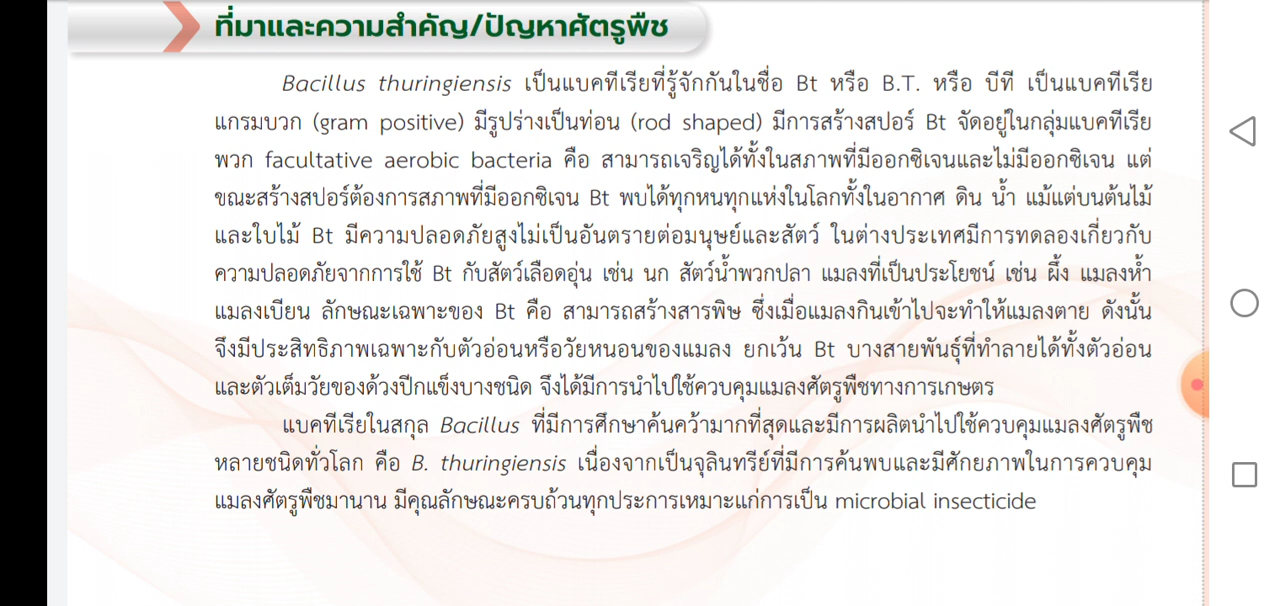 ที่มาและความสำคัญ/ปัญหาศัตรูพืช
Bacillus thuringiensis เป็นแบคทีเรียที่รู้จักกันในชื่อ Bt หรือ B.T. หรือ บีที เป็นแบคทีเรีย
แกรมบวก (gram positive) มีรูปร่างเป็นท่อน (rod shaped) มีการสร้างสปอร์ Bt จัดอยู่ในกลุ่มแบคทีเรีย
พวก facultative aerobic bacteria คือ สามารถเจริญได้ทั้งในสภาพที่มีออกซิเจนและไม่มีออกซิเจน แต่
ขณะสร้างสปอร์ต้องการสภาพที่มีออกซิเจน Bt พบได้ทุกหนทุกแห่งในโลกทั้งในอากาศ ดิน น้ำ แม้แต่บนต้นไม้
และใบไม้ Bt มีความปลอดภัยสูงไม่เป็นอันตรายต่อมนุษย์และสัตว์ ในต่างประเทศมีการทดลองเกี่ยวกับ
ความปลอดภัยจากการใช้ Bt กับสัตว์เลือดอุ่น เช่น นก สัตว์น้ำพวกปลา แมลงที่เป็นประโยชน์ เช่น ผึ้ง แมลงห้ำ
แมลงเบียน ลักษณะเฉพาะของ Bt คือ สามารถสร้างสารพิษ ซึ่งเมื่อแมลงกินเข้าไปจะทำให้แมลงตาย ดังนั้น
จึงมีประสิทธิภาพเฉพาะกับตัวอ่อนหรือวัยหนอนของแมลง ยกเว้น Bt บางสายพันธุ์ที่ทำลายได้ทั้งตัวอ่อน
และตัวเต็มวัยของด้วงปีกแข็งบางชนิด จึงได้มีการนำไปใช้ควบคุมแมลงศัตรูพืชทางการเกษตร
แบคทีเรียในสกุล Bacillus ที่มีการศึกษาค้นคว้ามากที่สุดและมีการผลิตนำไปใช้ควบคุมแมลงศัตรูพืช
หลายชนิดทั่วโลก คือ B. thuringiensis เนื่องจากเป็นจุลินทรีย์ที่มีการค้นพบและมีศักยภาพในการควบคุม
แมลงศัตรูพืชมานาน มีคุณลักษณะครบถ้วนทุกประการเหมาะแก่การเป็น microbial insecticide